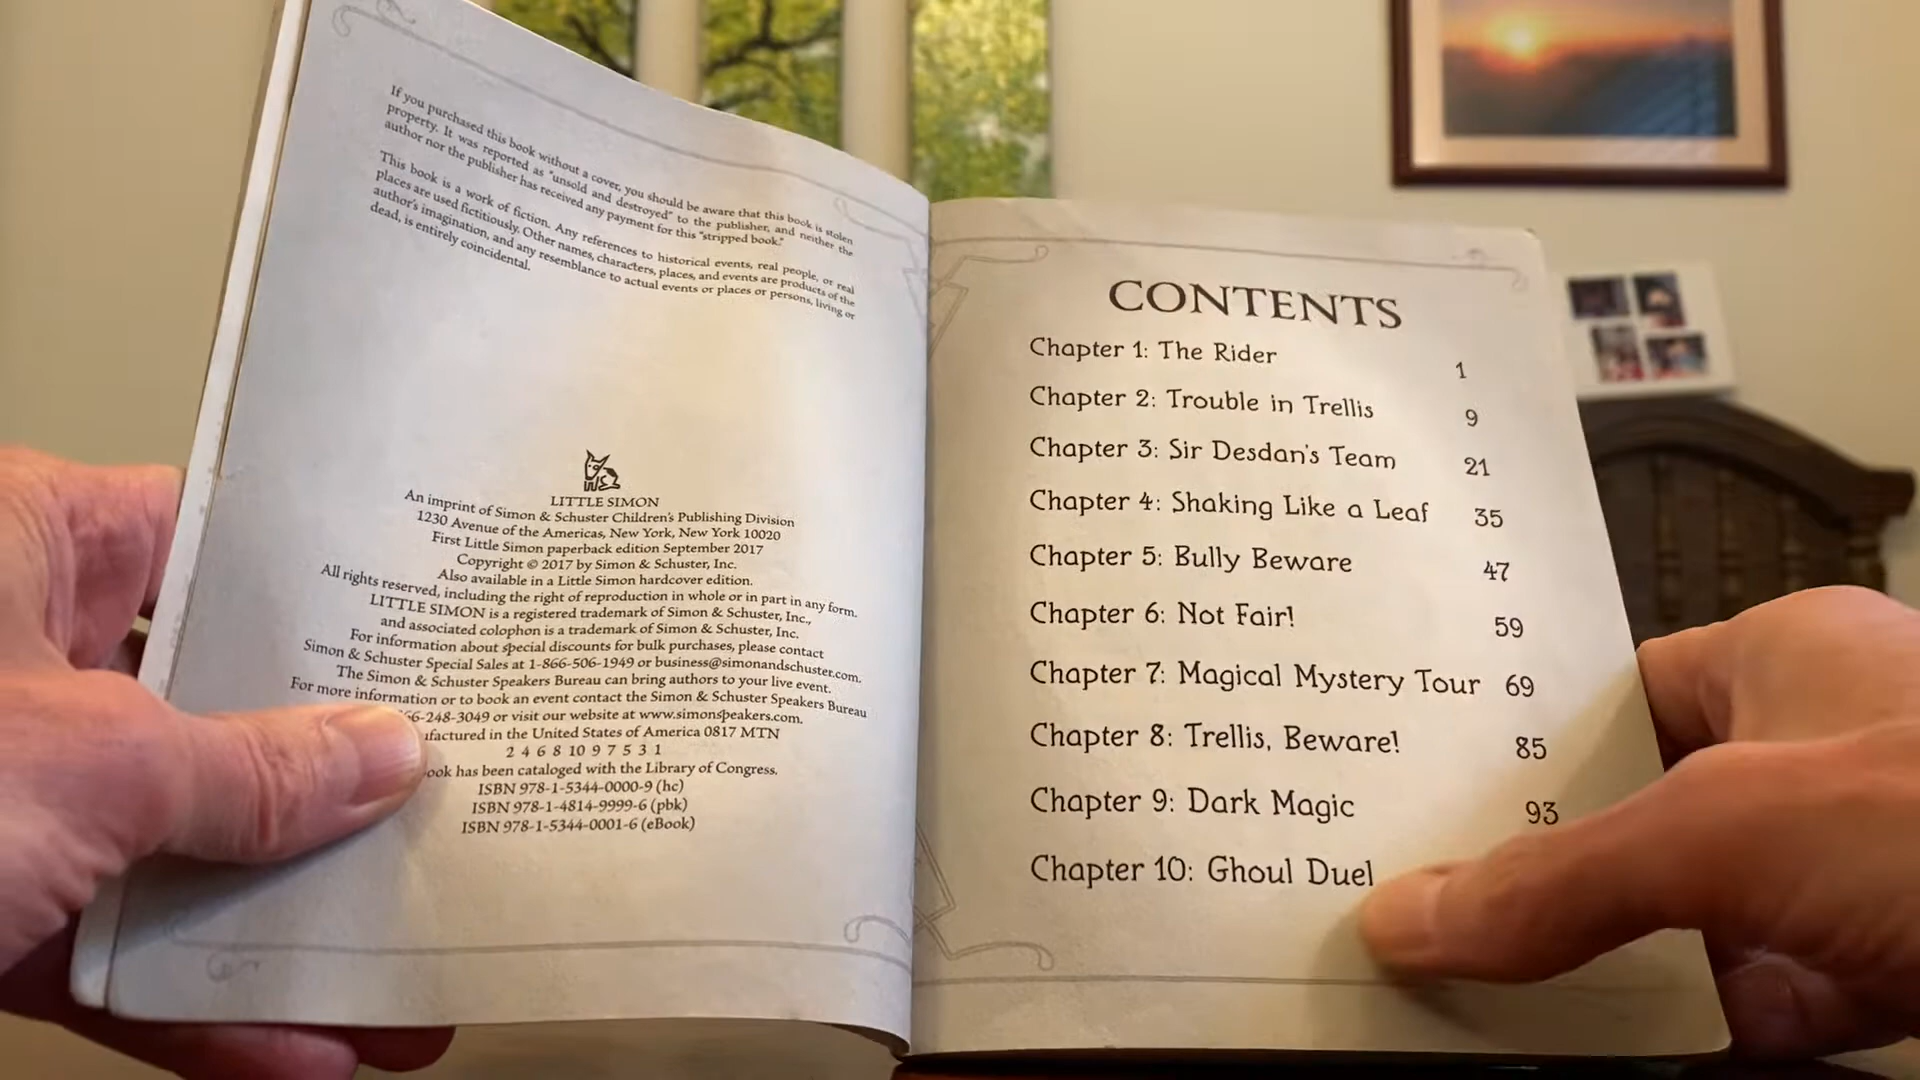 If you purchased this book without a cover, you should be aware that this book is stolen
property. It was reported as "unsold and destroyed" to the publisher, and neither the
author nor the publisher has received any payment for this "stripped book."
This book is a work of fiction. Any references to historical events, real people, or real
places are used fictitiously. Other names, characters, places, and events are products of the
author's imagination, and any resemblance to actual events or places or persons, living or
dead, is entirely coincidental.
LITTLE SIMON
An imprint of Simon & Schuster Children's Publishing Division
1230 Avenue of the Americas, New York, New York 10020
First Little Simon paperback edition September 2017
Copyright © 2017 by Simon & Schuster, Inc.
Also available in a Little Simon hardcover edition.
All rights reserved, including the right of reproduction in whole or in part in any form.
LITTLE SIMON is a registered trademark of Simon & Schuster, Inc.,
and associated colophon is a trademark of Simon & Schuster, Inc.
For information about special discounts for bulk purchases, please contact
Simon & Schuster Special Sales at 1-866-506-1949 or business@simonandschuster.com.
The Simon & Schuster Speakers Bureau can bring authors to your live event.
For more information or to book an event contact the Simon & Schuster Speakers Bureau
66-248-3049 or visit our website at www.simonspeakers.com.
ufactured in the United States of America 0817 MTN
2 4 6 8 10 9 7 5 3 1
ook has been cataloged with the Library of Congress.
ISBN 978-1-5344-0000-9 (hc)
ISBN 978-1-4814-9999-6 (pbk)
ISBN 978-1-5344-0001-6 (eBook)
CONTENTS
Chapter 1: The Rider 1
Chapter 2: Trouble in Trellis 9
Chapter 3: Sir Desdan's Team 21
Chapter 4: Shaking Like a Leaf 35
Chapter 5: Bully Beware 47
Chapter 6: Not Fair! 59
Chapter 7: Magical Mystery Tour 69
Chapter 8: Trellis, Beware! 85
Chapter 9: Dark Magic 93
Chapter 10: Ghoul Duel